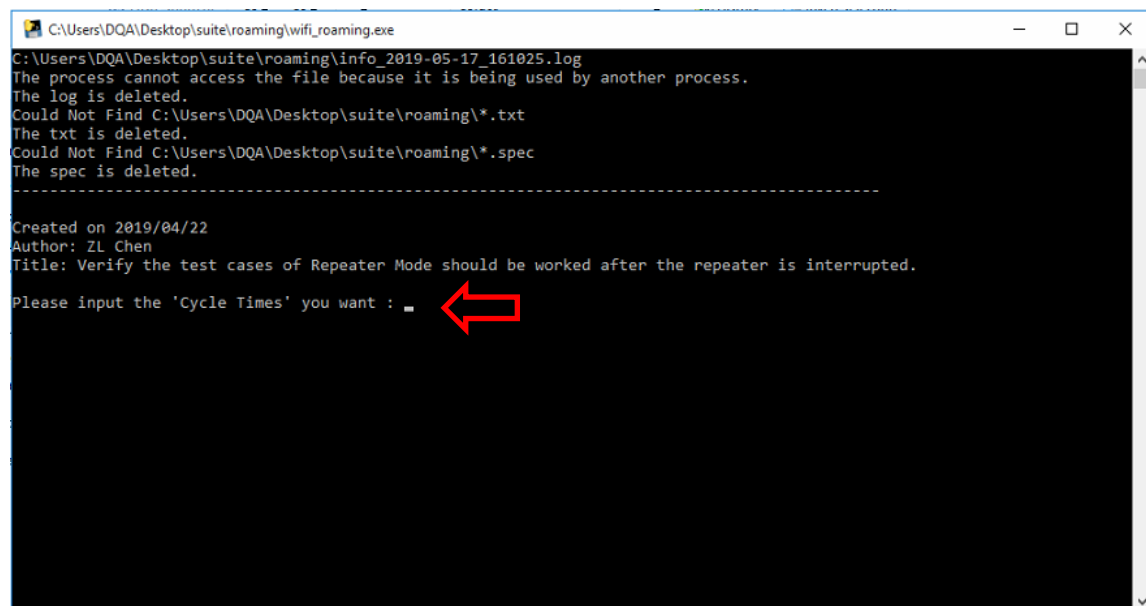 C:\Users\DQA\Desktop\suite\roaming\wifi_roaming.exe
C:\Users\DQA\Desktop\suite\roaming\info_2019-05-17_161025.log
The process cannot access the file because it is being used by another process.
The log is deleted.
Could Not Find C:\Users\DQA\Desktop\suite\roaming\*.txt
The txt is deleted.
Could Not Find C:\Users\DQA\Desktop\suite\roaming\*.spec
The spec is deleted.
--------------------------------------------------------------------------------------------
Created on 2019/04/22
Author: ZL Chen
Title: Verify the test cases of Repeater Mode should be worked after the repeater is interrupted.
Please input the 'Cycle Times' you want : _